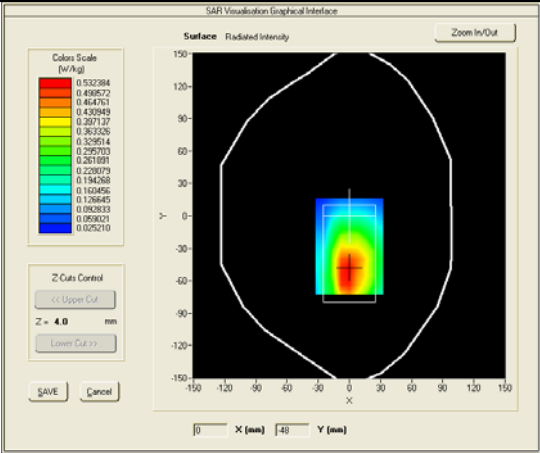 SAR Visualisation Graphical Interface
Surface Radiated Intensity
Zoom In/Out
Colors Scale
(W/kg)
0.532384
0.498572
0.464761
0.430949
0.397137
0.363326
0.329514
0.295703
0.261891
0.228079
0.194268
0.160456
0.126645
0.092833
0.059021
0.025210
Z-Cuts Control
<< Upper Cut
Z = 4.0 mm
Lower Cut >>
SAVE Cancel
150
120
90
60
30
0
-30
-60
-90
-120
-150
Y
-150 -120 -90 -60 -30 0 30 60 90 120 150
X
0 X (mm) -48 Y (mm)